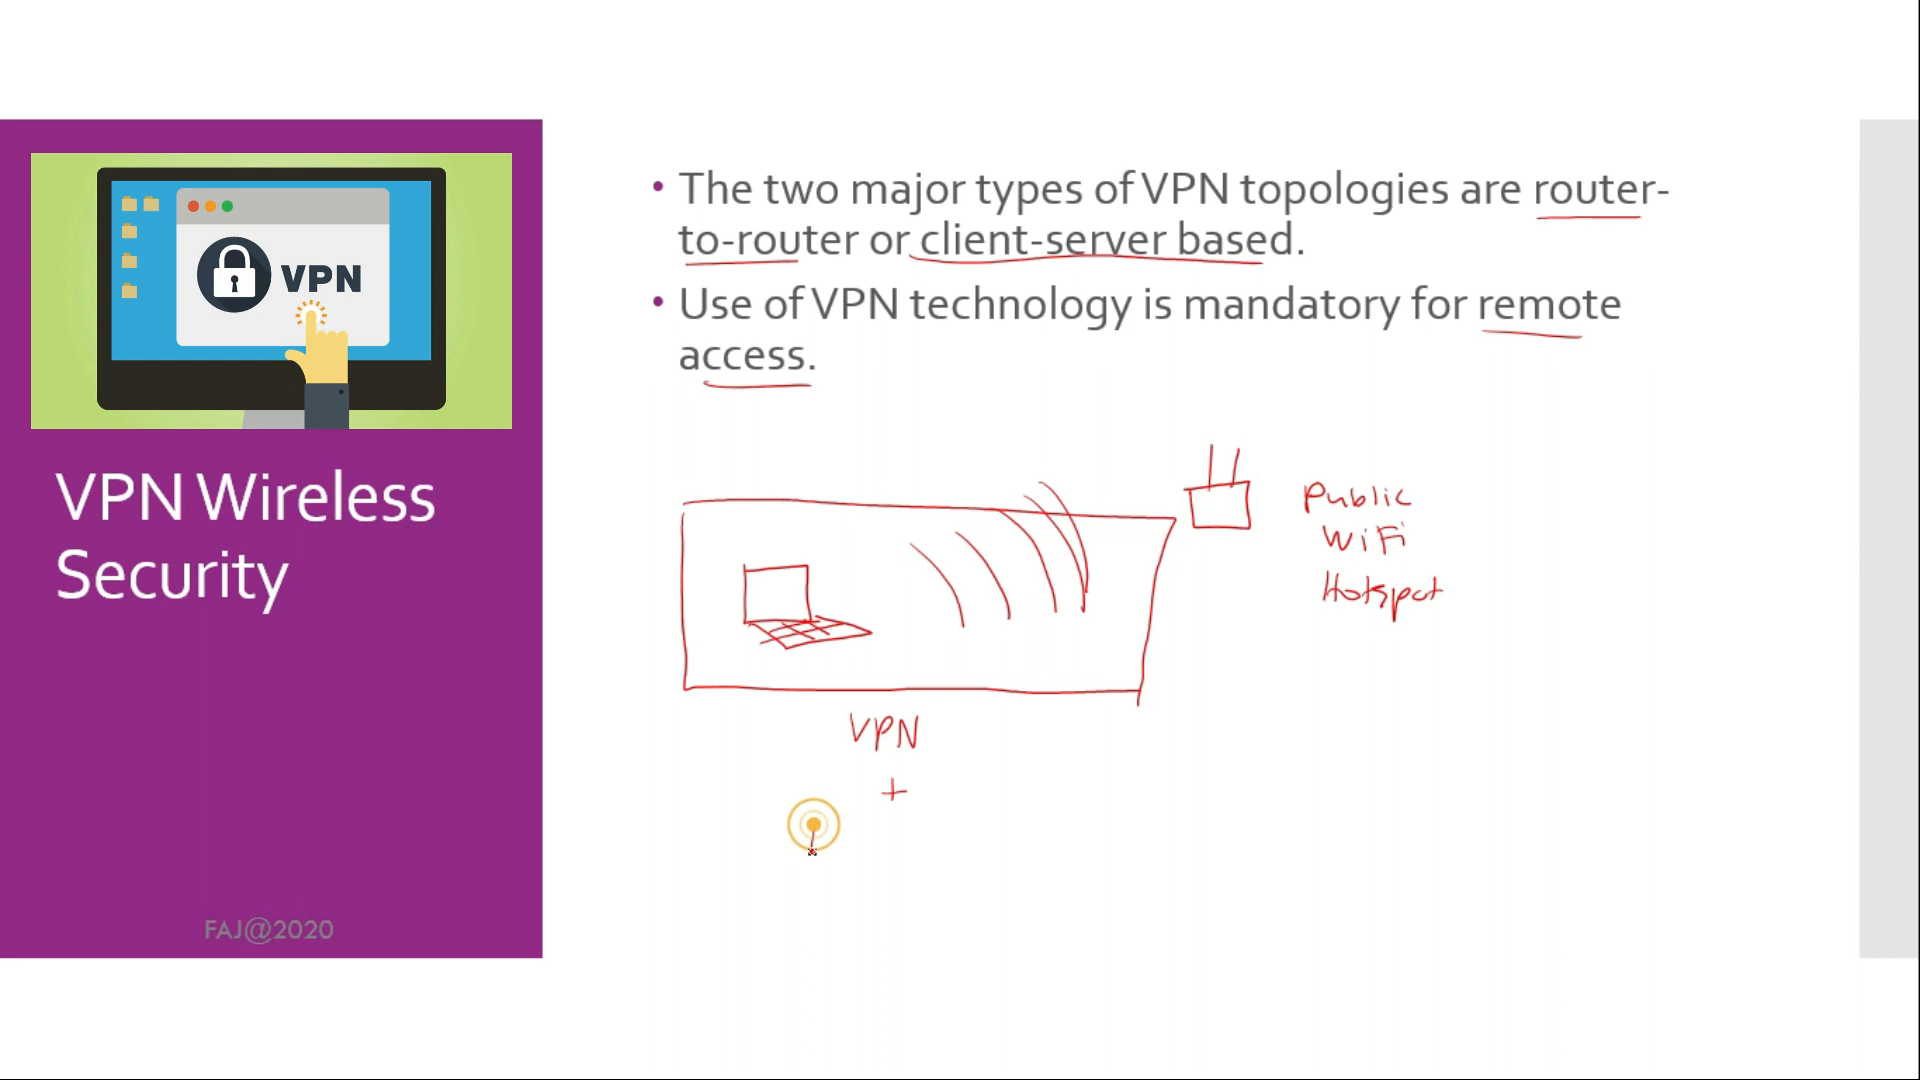 VPN
VPN Wireless
Security
FAJ@2020
• The two major types of VPN topologies are router-
to-router or client-server based.
• Use of VPN technology is mandatory for remote
access.
Public
WiFi
Hotspot
VPN
+